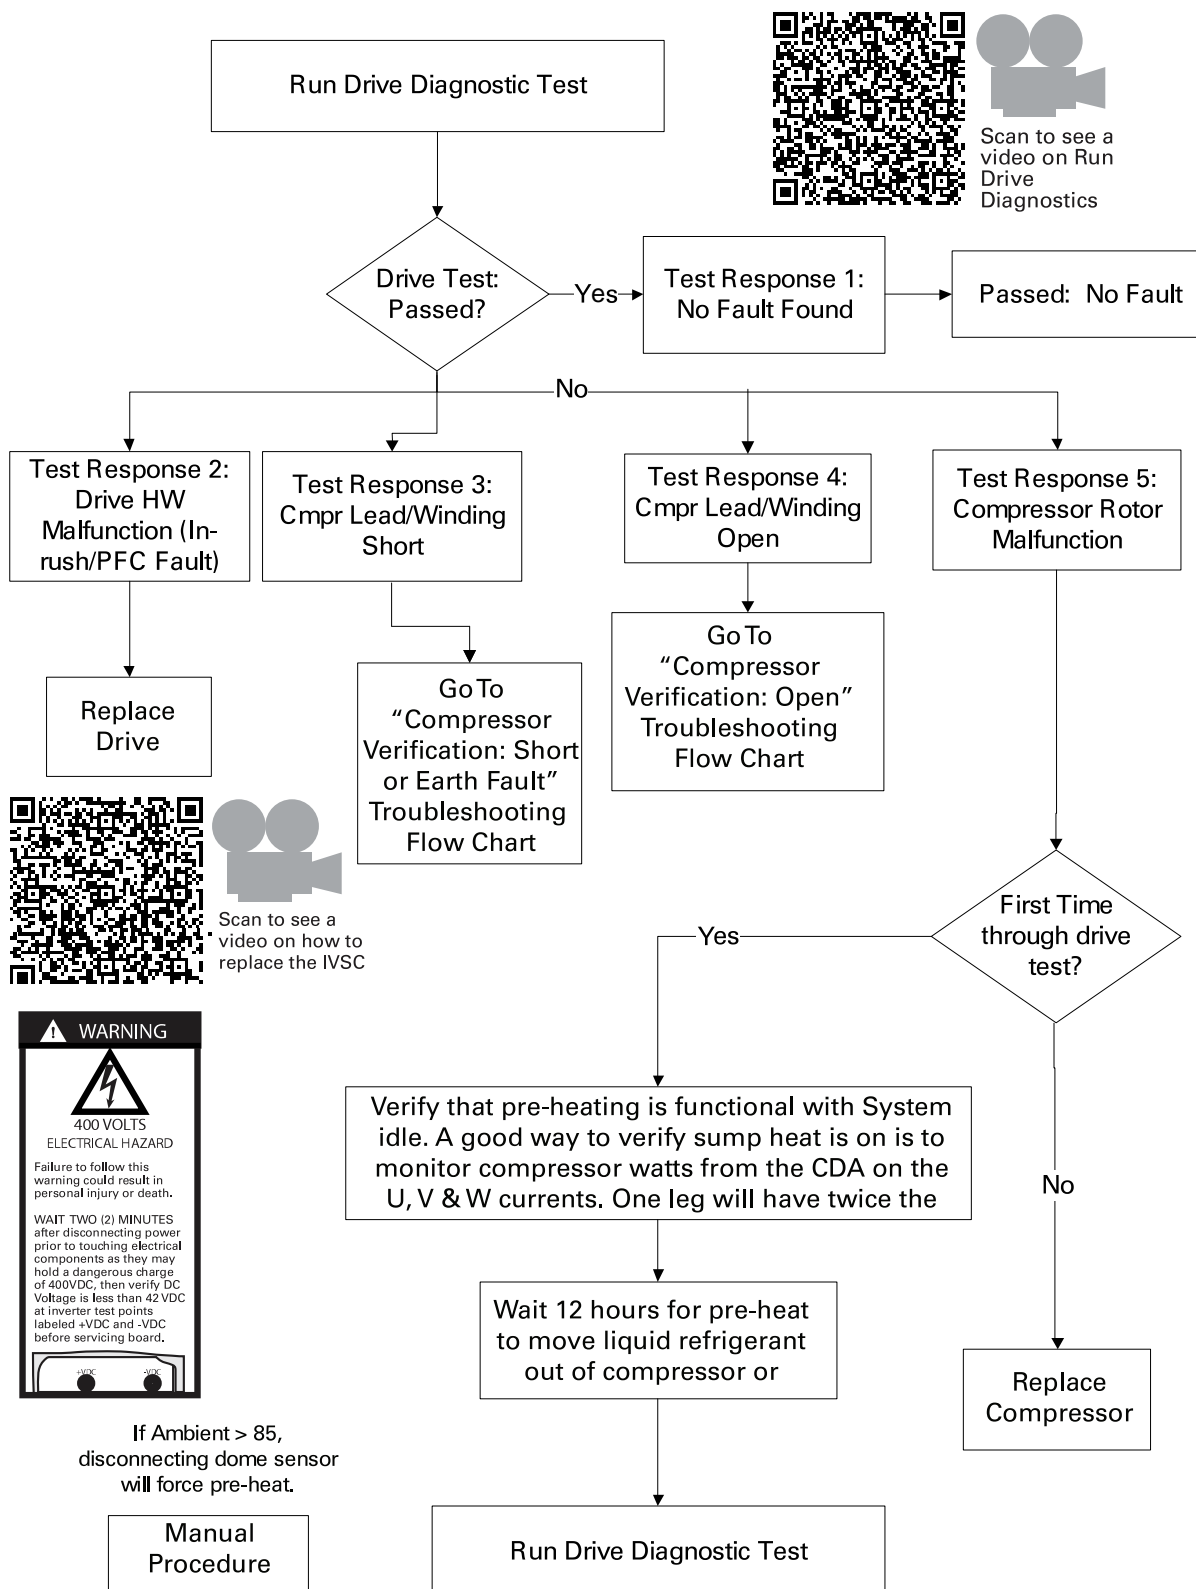 Run Drive Diagnostic Test
Scan to see a
video on Run
Drive
Diagnostics
Drive Test:
Passed?
Yes
Test Response 1:
No Fault Found
Passed: No Fault
No
Test Response 2:
Drive HW
Malfunction (In-
rush/PFC Fault)
Test Response 3:
Cmpr Lead/Winding
Short
Test Response 4:
Cmpr Lead/Winding
Open
Test Response 5:
Compressor Rotor
Malfunction
Replace
Drive
Go To
“Compressor
Verification: Short
or Earth Fault”
Troubleshooting
Flow Chart
Go To
“Compressor
Verification: Open”
Troubleshooting
Flow Chart
Scan to see a
video on how to
replace the IVSC
First Time
through drive
test?
Yes
No
! WARNING
400 VOLTS
ELECTRICAL HAZARD
Failure to follow this
warning could result in
personal injury or death.
WAIT TWO (2) MINUTES
after disconnecting power
prior to touching electrical
components as they may
hold a dangerous charge
of 400VDC, then verify DC
Voltage is less than 42 VDC
at inverter test points
labeled +VDC and -VDC
before servicing board.
+VDC
-VDC
Verify that pre-heating is functional with System
idle. A good way to verify sump heat is on is to
monitor compressor watts from the CDA on the
U, V & W currents. One leg will have twice the
Wait 12 hours for pre-heat
to move liquid refrigerant
out of compressor or
Replace
Compressor
If Ambient > 85,
disconnecting dome sensor
will force pre-heat.
Manual
Procedure
Run Drive Diagnostic Test